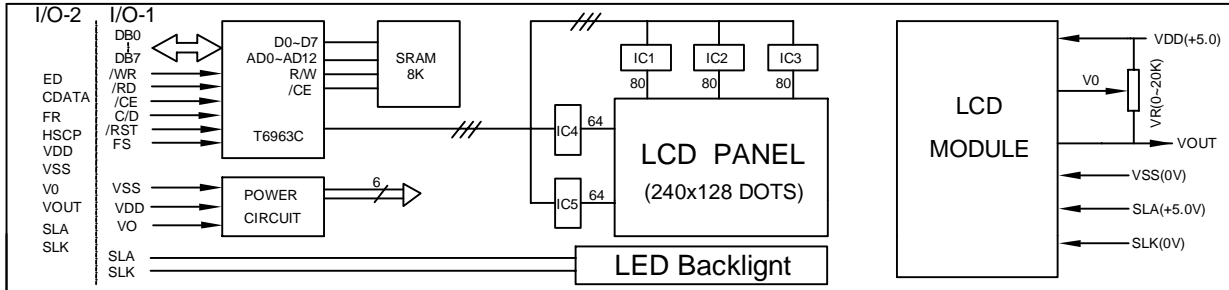 I/O-2
I/O-1
ED
CDATA
FR
HSCP
VDD
VSS
V0
VOUT
SLA
SLK
DB0
DB7
/WR
/RD
/CE
C/D
/RST
FS
VSS
VDD
VO
SLA
SLK
D0~D7
AD0~AD12
R/W
/CE
T6963C
SRAM
8K
POWER
CIRCUIT
6
IC1
IC2
IC3
80
80
80
IC4
64
IC5
64
LCD PANEL
(240x128 DOTS)
LED Backlignt
LCD
MODULE
VDD(+5.0)
V0
VR(0~20K)
VOUT
VSS(0V)
SLA(+5.0V)
SLK(0V)